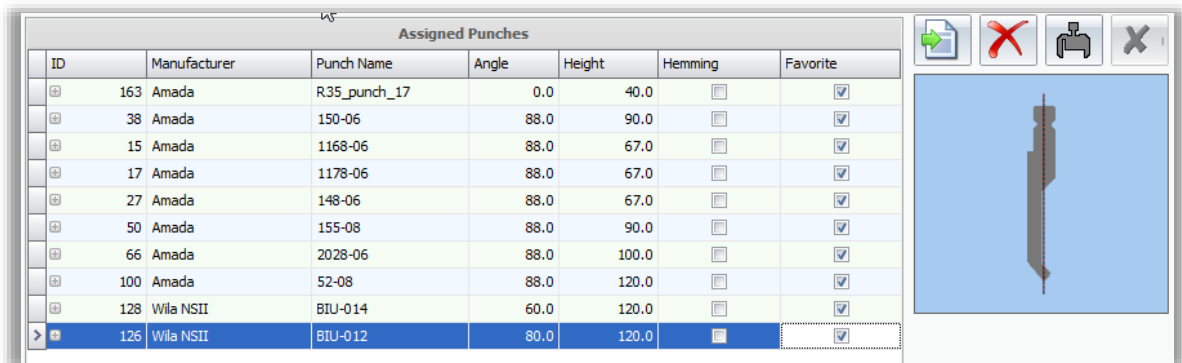 Assigned Punches
ID Manufacturer Punch Name Angle Height Hemming Favorite
163 Amada R35_punch_17 0.0 40.0
38 Amada 150-06 88.0 90.0
15 Amada 1168-06 88.0 67.0
17 Amada 1178-06 88.0 67.0
27 Amada 148-06 88.0 67.0
50 Amada 155-08 88.0 90.0
66 Amada 2028-06 88.0 100.0
100 Amada 52-08 88.0 120.0
128 Wila NSII BIU-014 60.0 120.0
126 Wila NSII BIU-012 80.0 120.0